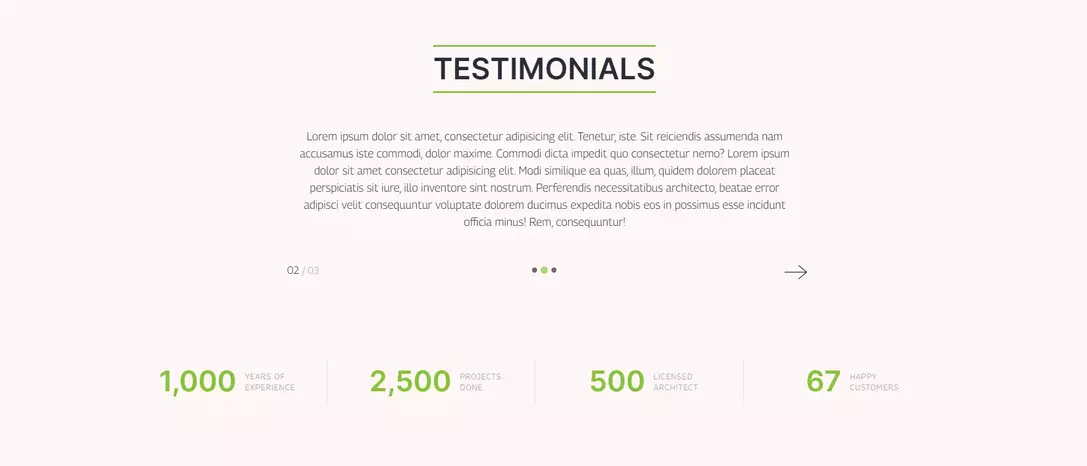 TESTIMONIALS
Lorem ipsum dolor sit amet, consectetur adipisicing elit. Tenetur, iste. Sit reiciendis assumenda nam
accusamus iste commodi, dolor maxime. Commodi dicta impedit quo consectetur nemo? Lorem ipsum
dolor sit amet consectetur adipisicing elit. Modi similique ea quas, illum, quidem dolorem placeat
perspiciatis sit iure, illo inventore sint nostrum. Perferendis necessitatibus architecto, beatae error
adipisci velit consequuntur voluptate dolorem ducimus expedita nobis eos in possimus esse incidunt
officia minus! Rem, consequuntur!
02 / 03
1,000 YEARS OF
EXPERIENCE
2,500 PROJECTS
DONE
500 LICENSED
ARCHITECT
67 HAPPY
CUSTOMERS